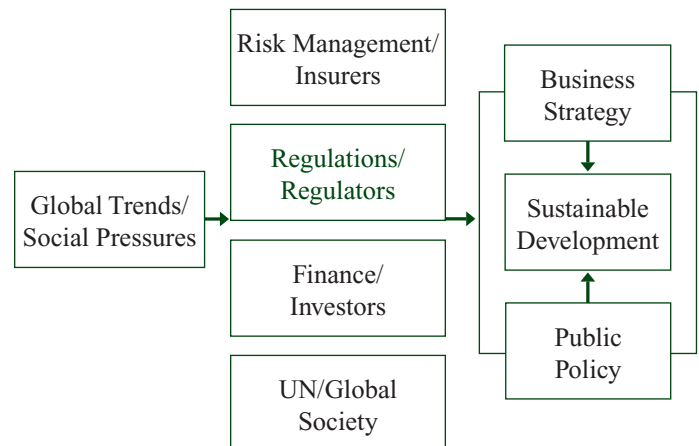 Global Trends/
Social Pressures
Risk Management/
Insurers
Regulations/
Regulators
Finance/
Investors
UN/Global
Society
Business
Strategy
Sustainable
Development
Public
Policy